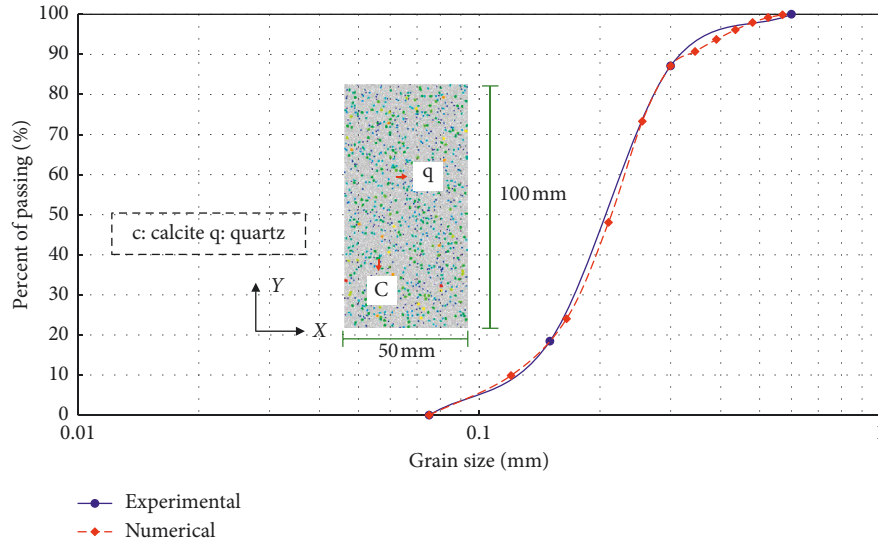 100
90
80
70
60
50
40
30
20
10
0
Percent of passing (%)
q
100 mm
c: calcite q: quartz
C
Y
X
50 mm
0.01
0.1
1
Grain size (mm)
Experimental
Numerical